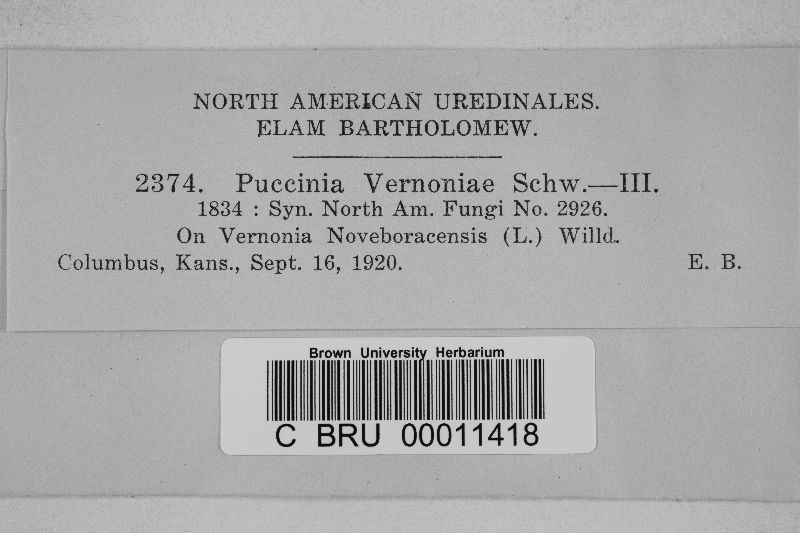 NORTH AMERICAN UREDINALES.
ELAM BARTHOLOMEW.
2374. Puccinia Vernoniae Schw.—III.
1834 : Syn. North Am. Fungi No. 2926.
On Vernonia Noveboracensis (L.) Willd.
Columbus, Kans., Sept. 16, 1920. E. B.
Brown University Herbarium
C BRU 00011418